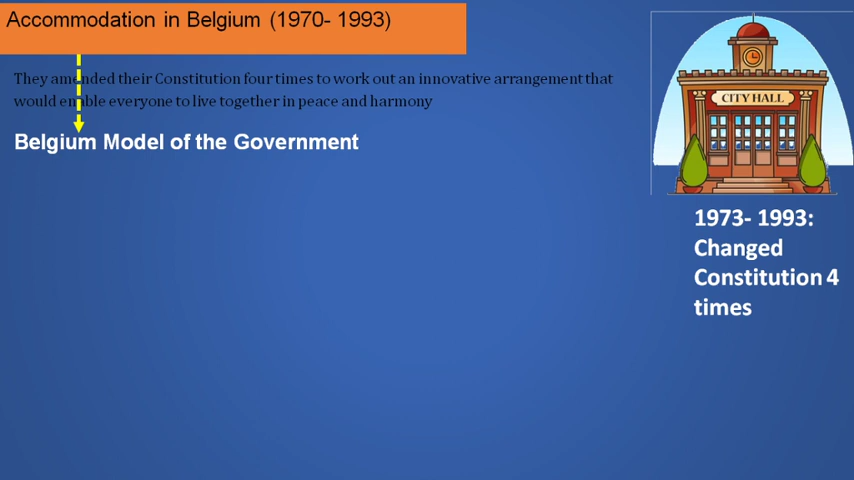 Accommodation in Belgium (1970- 1993)
They amended their Constitution four times to work out an innovative arrangement that
would enable everyone to live together in peace and harmony
Belgium Model of the Government
CITY HALL
1973- 1993:
Changed
Constitution 4
times